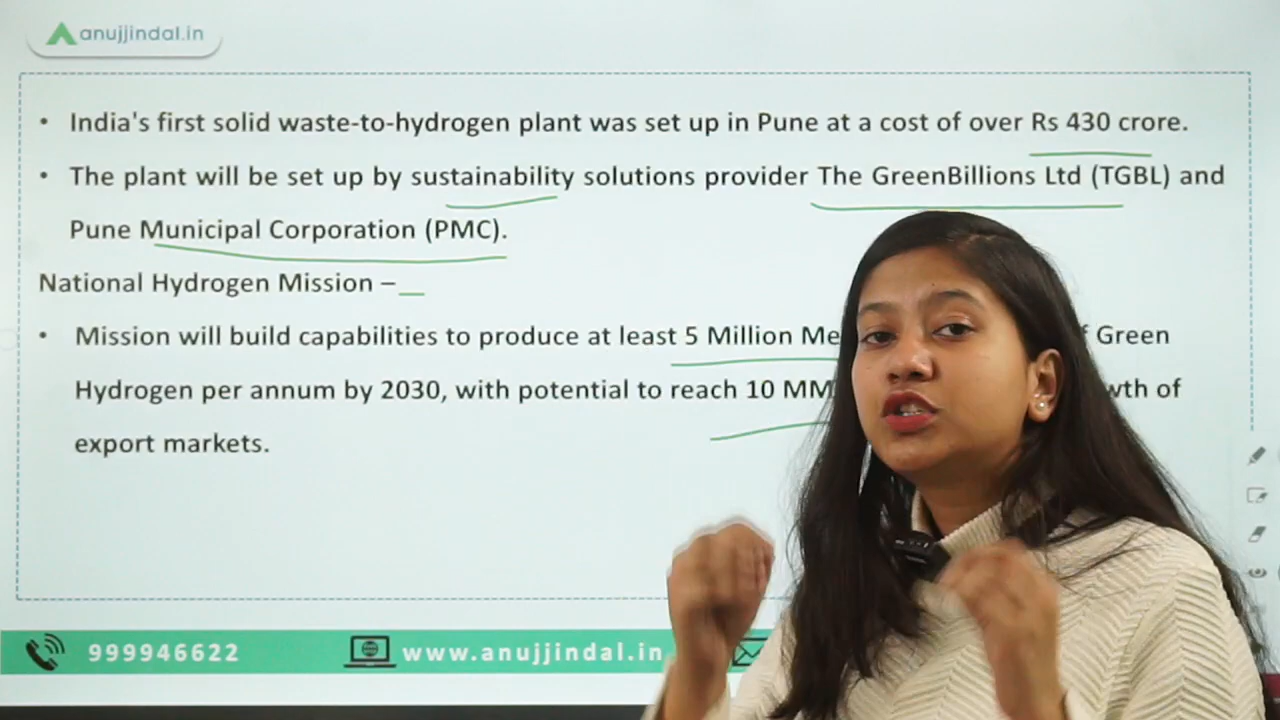 anujjindal.in
• India's first solid waste-to-hydrogen plant was set up in Pune at a cost of over Rs 430 crore.
• The plant will be set up by sustainability solutions provider The GreenBillions Ltd (TGBL) and
Pune Municipal Corporation (PMC).
National Hydrogen Mission –
• Mission will build capabilities to produce at least 5 Million Green
Hydrogen per annum by 2030, with potential to reach 10 of
export markets.
999946622 www.anujjindal.in